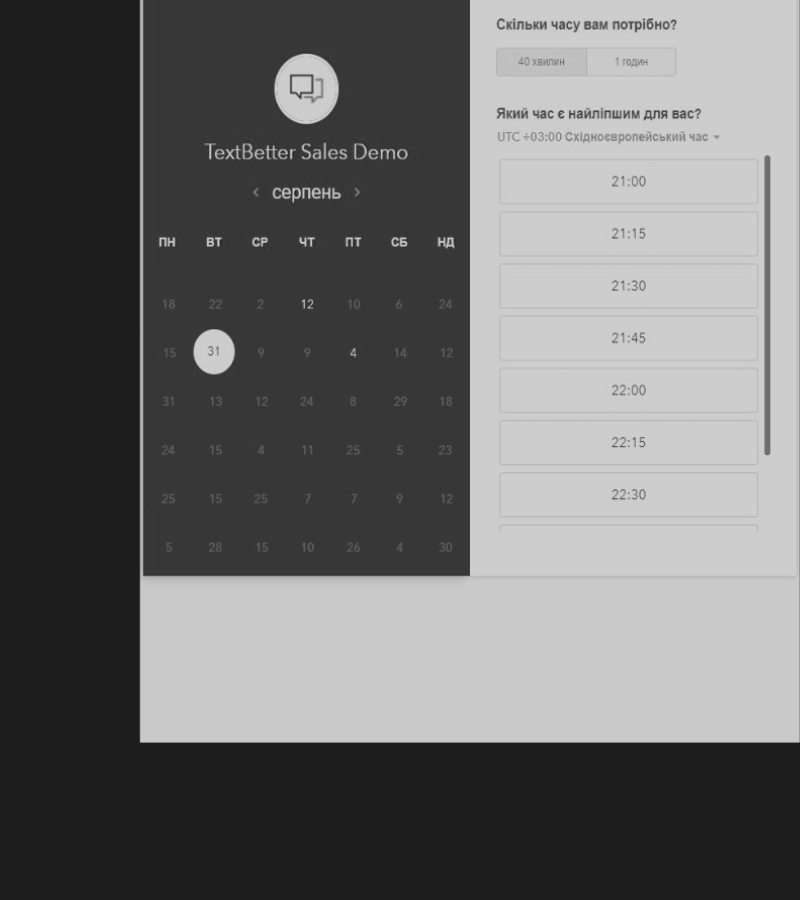 TextBetter Sales Demo
‹ серпень ›
ПН ВТ СР ЧТ ПТ СБ НД
18 22 2 12 10 6 24
15 31 9 9 4 14 12
31 13 12 24 8 29 18
24 15 4 11 25 5 23
25 15 25 7 7 9 12
5 28 15 10 26 4 30
Скільки часу вам потрібно?
40 хвилин 1 годин
Який час є найліпшим для вас?
UTC +03:00 Східноєвропейський час
21:00
21:15
21:30
21:45
22:00
22:15
22:30